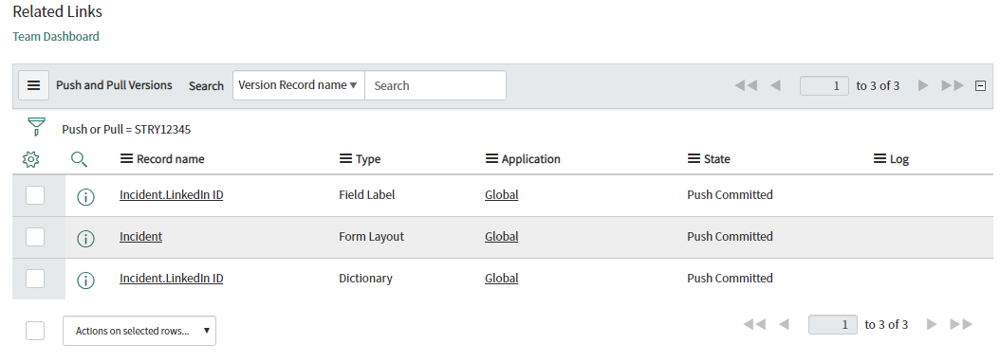 Related Links
Team Dashboard
Push and Pull Versions Search Version Record name Search 1 to 3 of 3
Push or Pull = STRY12345
Record name Type Application State Log
Incident.LinkedIn ID Field Label Global Push Committed
Incident Form Layout Global Push Committed
Incident.LinkedIn ID Dictionary Global Push Committed
Actions on selected rows... 1 to 3 of 3